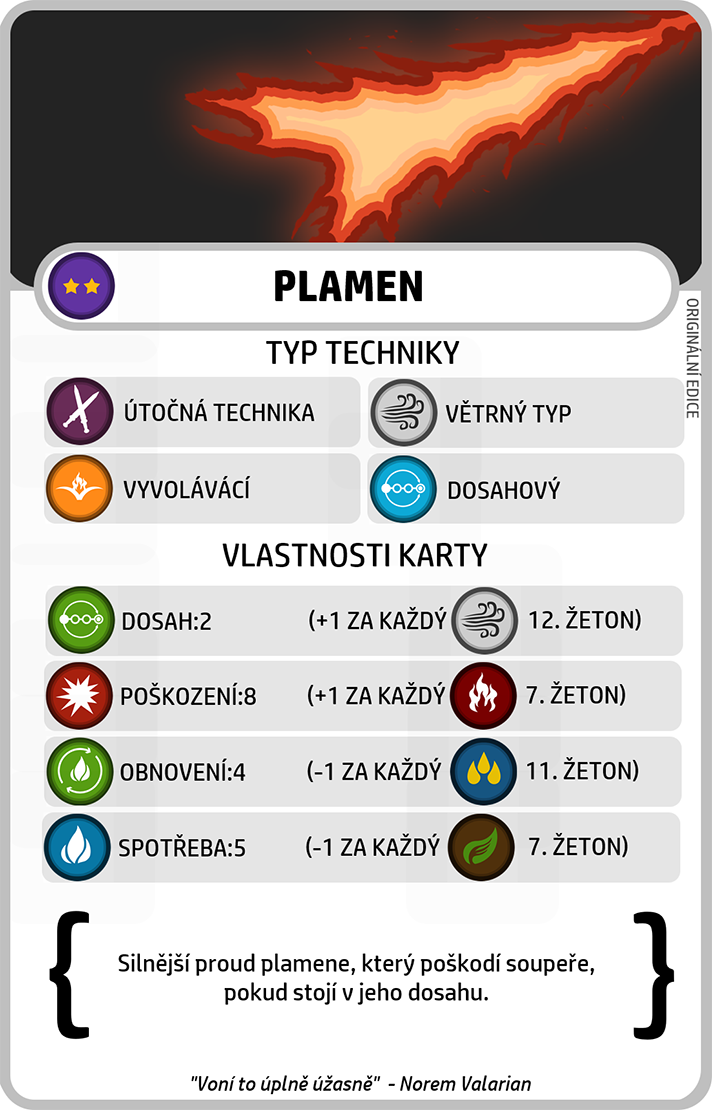 PLAMEN
ORIGINÁLNÍ EDICE
TYP TECHNIKY
ÚTOČNÁ TECHNIKA
VĚTRNÝ TYP
VYVOLÁVÁCÍ
DOSAHOVÝ
VLASTNOSTI KARTY
DOSAH:2 (+1 ZA KAŽDÝ 12. ŽETON)
POŠKOZENÍ:8 (+1 ZA KAŽDÝ 7. ŽETON)
OBNOVENÍ:4 (-1 ZA KAŽDÝ 11. ŽETON)
SPOTŘEBA:5 (-1 ZA KAŽDÝ 7. ŽETON)
{ Silnější proud plamene, který poškodí soupeře,
pokud stojí v jeho dosahu. }
"Voní to úplně úžasně" - Norem Valarian